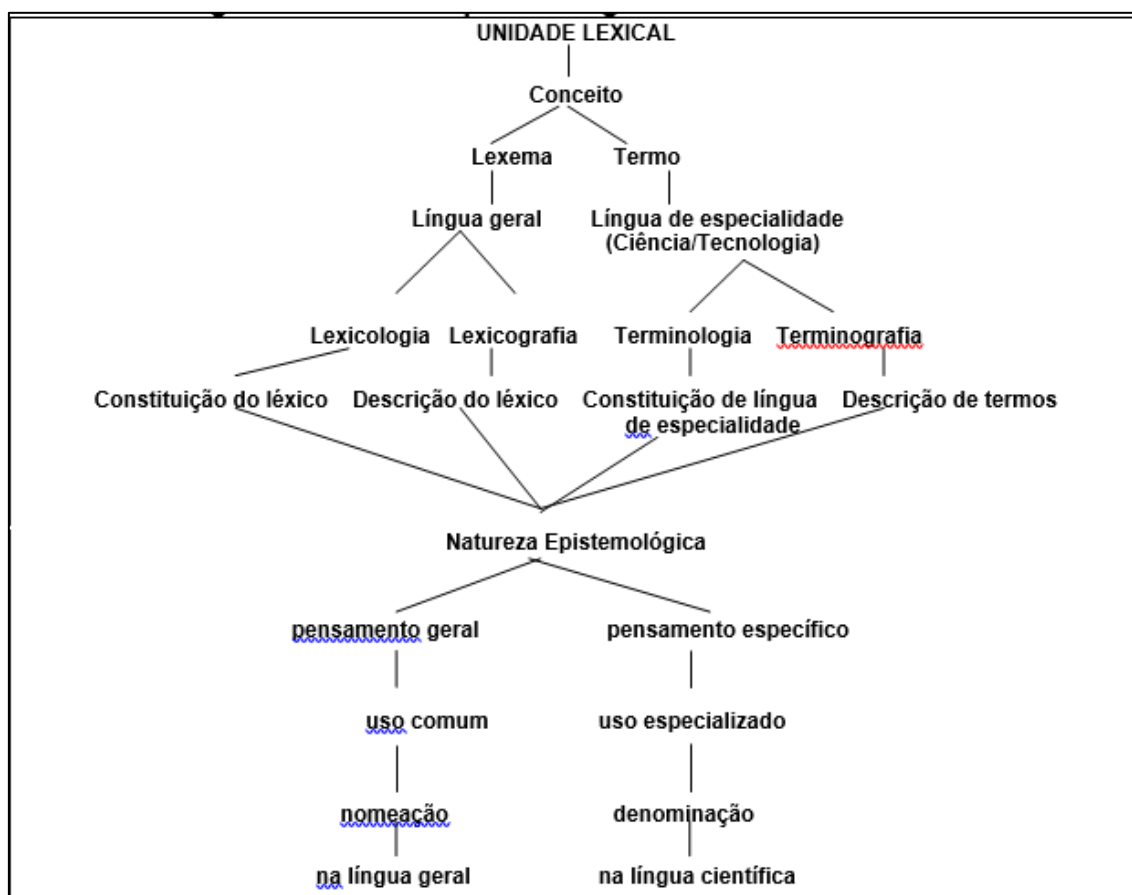 UNIDADE LEXICAL
Conceito
Lexema Termo
Língua geral Língua de especialidade
(Ciência/Tecnologia)
Lexicologia Lexicografia Terminologia Terminografia
Constituição do léxico Descrição do léxico Constituição de língua Descrição de termos
de especialidade
Natureza Epistemológica
pensamento geral pensamento específico
uso comum uso especializado
nomeação denominação
na língua geral na língua científica